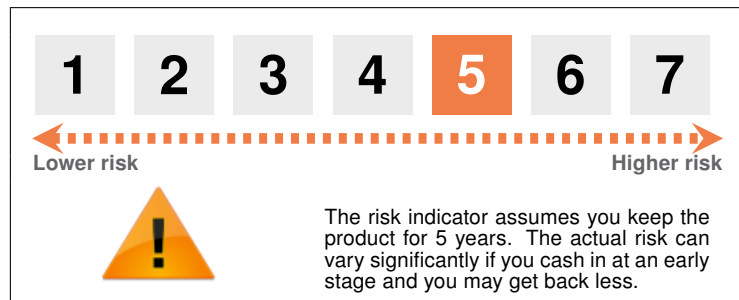 1 2 3 4 5 6 7
Lower risk Higher risk
!
The risk indicator assumes you keep the
product for 5 years. The actual risk can
vary significantly if you cash in at an early
stage and you may get back less.